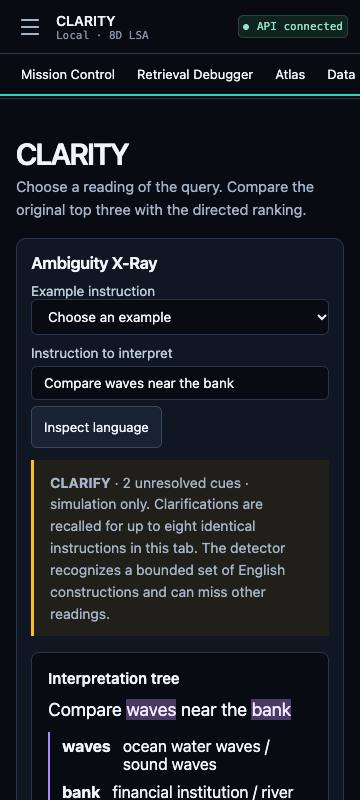 CLARITY
Local · 8D LSA
API connected
Mission Control Retrieval Debugger Atlas Data
CLARITY
Choose a reading of the query. Compare the
original top three with the directed ranking.
Ambiguity X-Ray
Example instruction
Choose an example
Instruction to interpret
Compare waves near the bank
Inspect language
CLARIFY · 2 unresolved cues ·
simulation only. Clarifications are
recalled for up to eight identical
instructions in this tab. The detector
recognizes a bounded set of English
constructions and can miss other
readings.
Interpretation tree
Compare waves near the bank
waves ocean water waves /
sound waves
bank financial institution / river